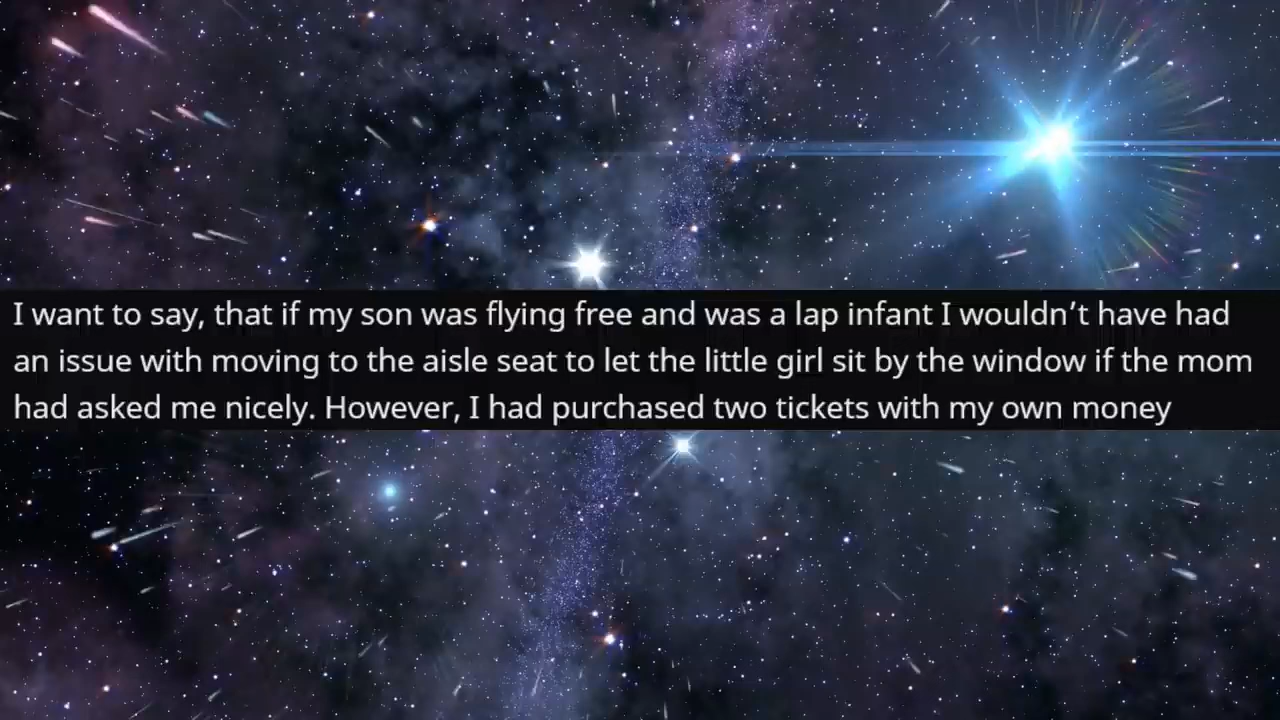 I want to say, that if my son was flying free and was a lap infant I wouldn’t have had
an issue with moving to the aisle seat to let the little girl sit by the window if the mom
had asked me nicely. However, I had purchased two tickets with my own money